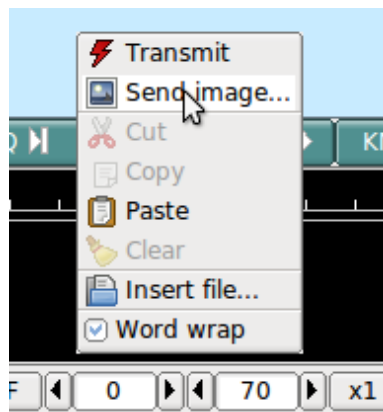 Transmit
Send image...
Cut
Copy
Paste
Clear
Insert file...
Word wrap
F 0 70 x1